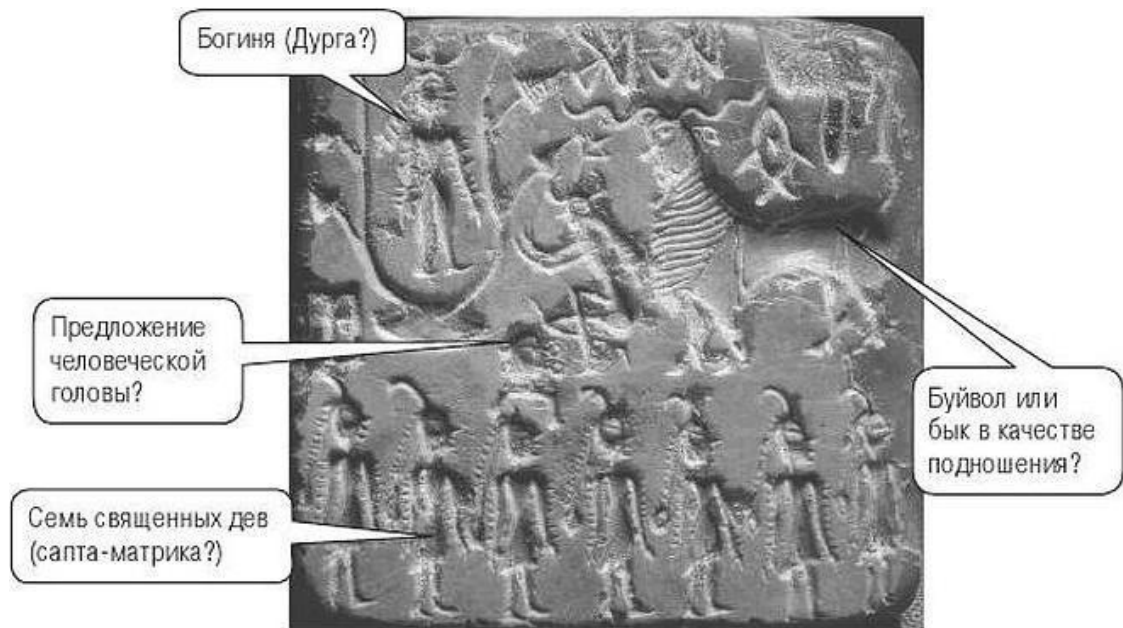 Богиня (Дурга?)
Предложение
человеческой
головы?
Буйвол или
бык в качестве
подношения?
Семь священных дев
(сапта-матрика?)